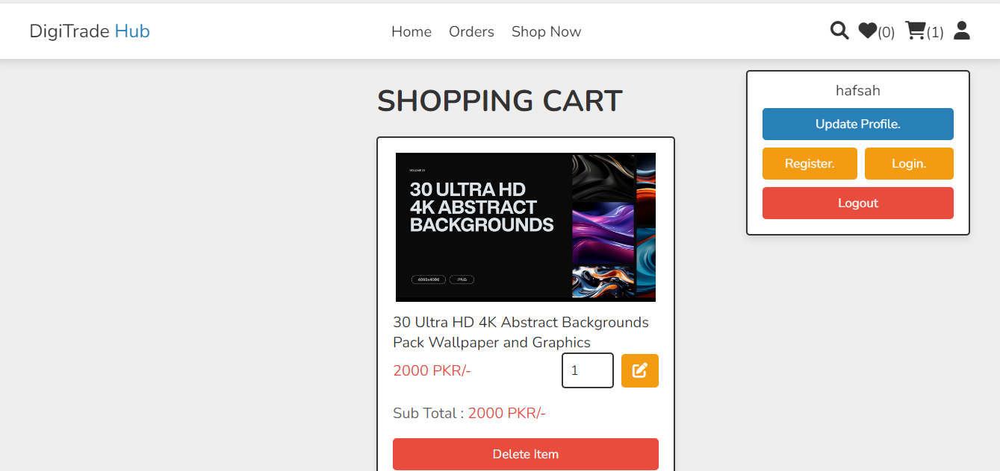 DigiTrade Hub
Home Orders Shop Now
(0) (1)
hafsah
Update Profile.
Register. Login.
Logout
SHOPPING CART
VOLUME 01
30 ULTRA HD
4K ABSTRACT
BACKGROUNDS
4096x4096 .PNG
30 Ultra HD 4K Abstract Backgrounds
Pack Wallpaper and Graphics
2000 PKR/- 1
Sub Total : 2000 PKR/-
Delete Item